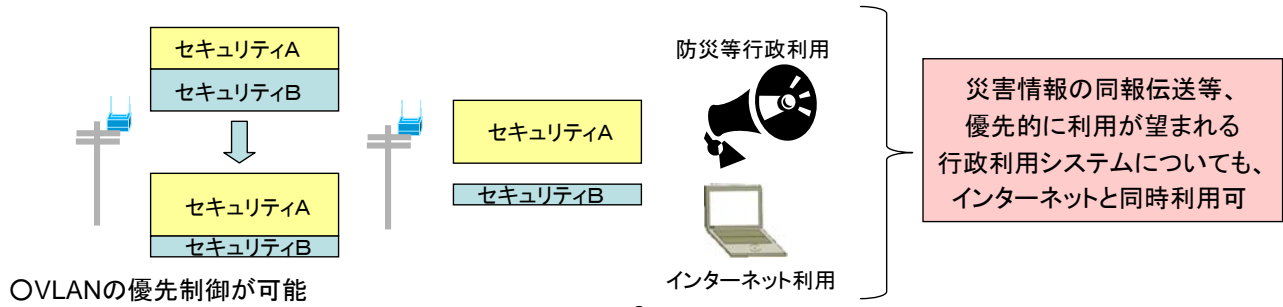 セキュリティA
セキュリティB
セキュリティA
セキュリティB
〇VLANの優先制御が可能
セキュリティA
セキュリティB
防災等行政利用
インターネット利用
災害情報の同報伝送等、
優先的に利用が望まれる
行政利用システムについても、
インターネットと同時利用可